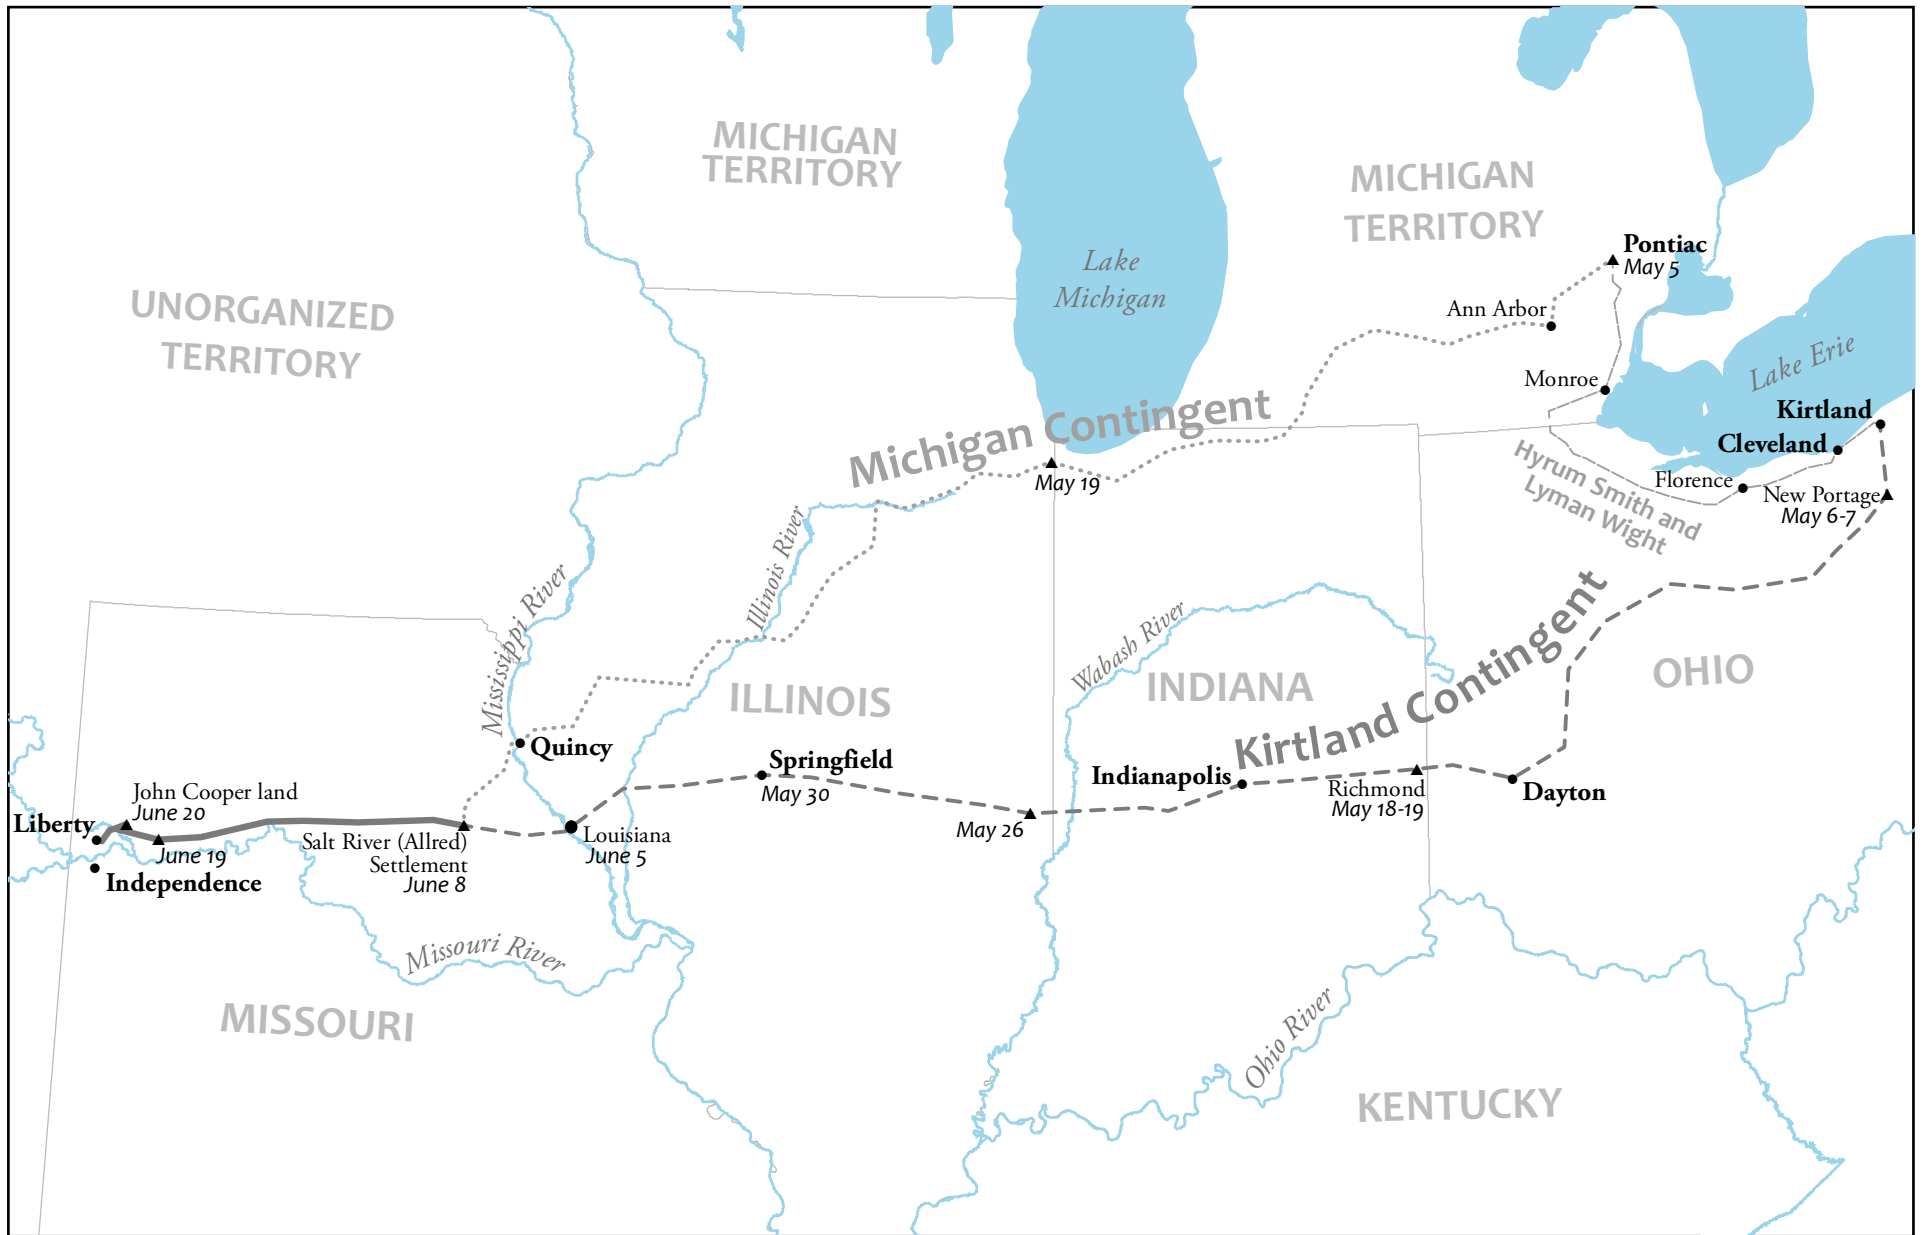 MICHIGAN
TERRITORY
MICHIGAN
TERRITORY
Pontiac
May 5
Lake
Michigan
UNORGANIZED
TERRITORY
Ann Arbor
Lake Erie
Monroe
Kirtland
Michigan Contingent
Cleveland
May 19
Hyrum Smith and
Lyman Wight
Florence
New Portage
May 6-7
Illinois River
Mississippi River
Kirtland Contingent
Wabash River
OHIO
ILLINOIS
INDIANA
Quincy
Springfield
May 30
Indianapolis
Richmond
May 18-19
Dayton
John Cooper land
June 20
Liberty
June 19
Salt River (Allred)
Settlement
June 8
Louisiana
June 5
May 26
Independence
Missouri River
MISSOURI
Ohio River
KENTUCKY